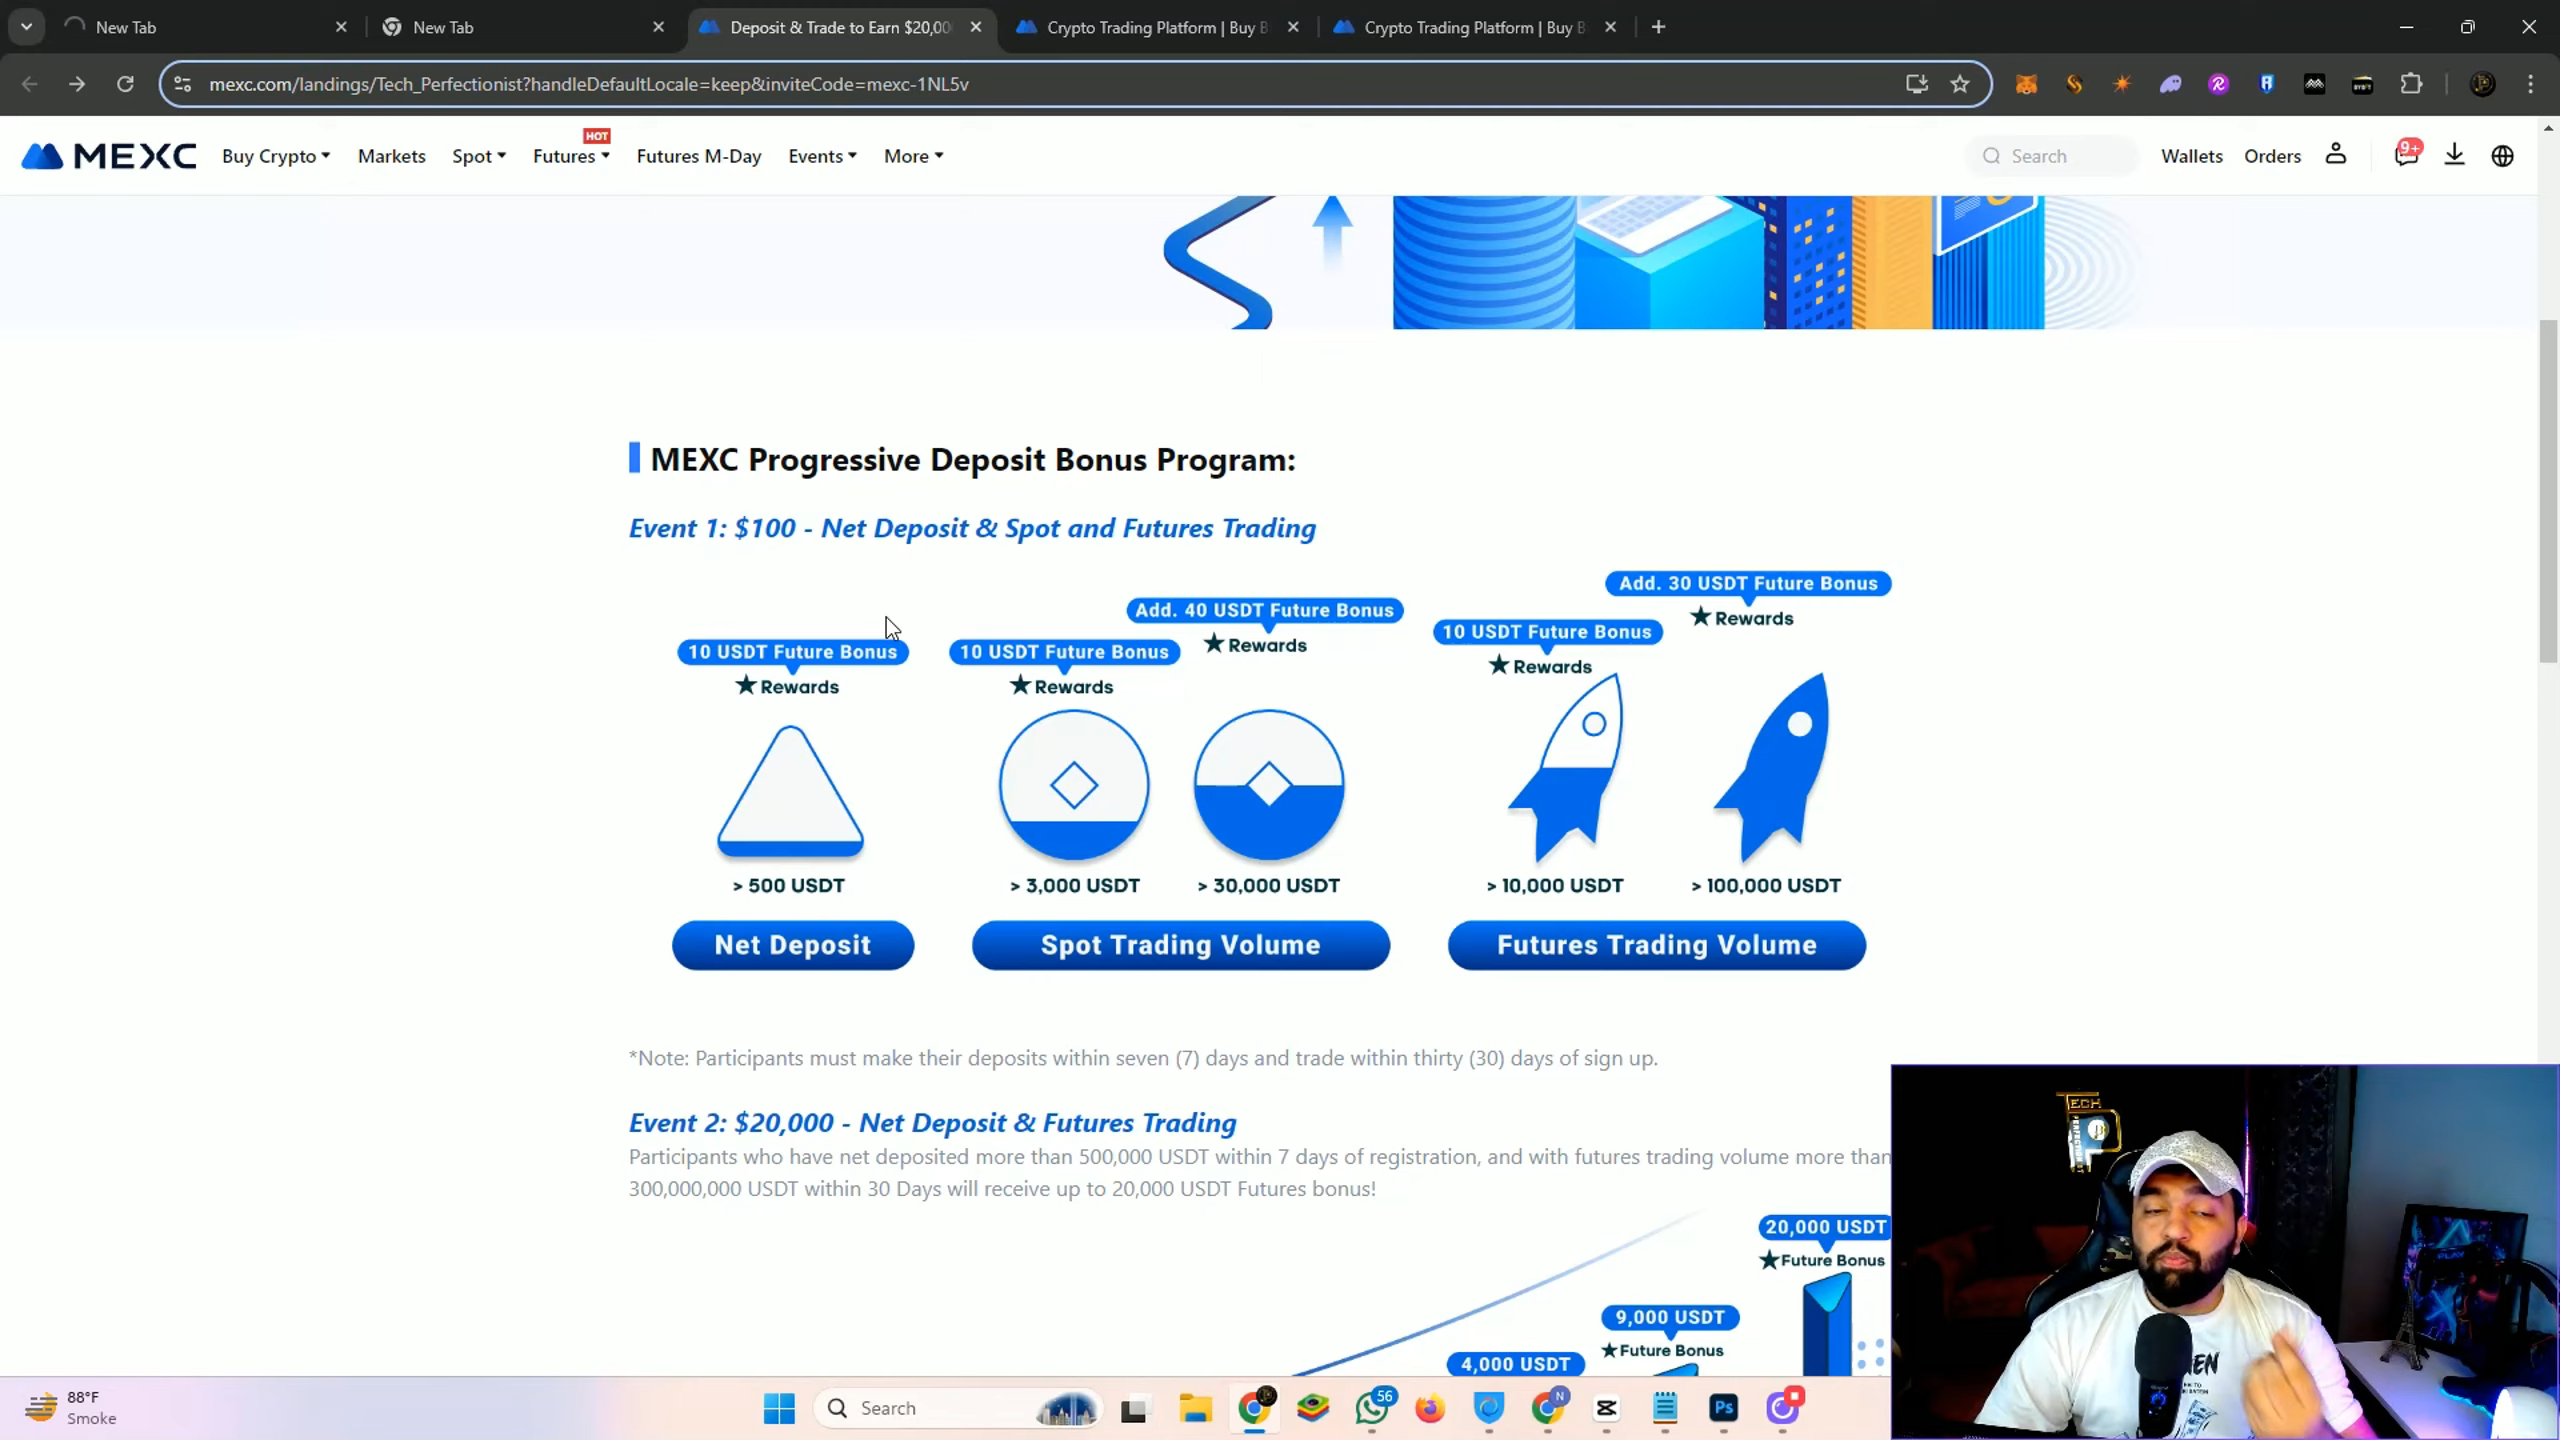 New Tab
New Tab
Deposit & Trade to Earn $20,00
Crypto Trading Platform | Buy B
Crypto Trading Platform | Buy B
mexc.com/landings/Tech_Perfectionist?handleDefaultLocale=keep&inviteCode=mexc-1NL5v
MEXC
Buy Crypto
Markets
Spot
Futures
HOT
Futures M-Day
Events
More
Search
Wallets
Orders
9+
MEXC Progressive Deposit Bonus Program:
Event 1: $100 - Net Deposit & Spot and Futures Trading
10 USDT Future Bonus
★ Rewards
> 500 USDT
Net Deposit
10 USDT Future Bonus
★ Rewards
> 3,000 USDT
Add. 40 USDT Future Bonus
★ Rewards
> 30,000 USDT
Spot Trading Volume
10 USDT Future Bonus
★ Rewards
> 10,000 USDT
Add. 30 USDT Future Bonus
★ Rewards
> 100,000 USDT
Futures Trading Volume
*Note: Participants must make their deposits within seven (7) days and trade within thirty (30) days of sign up.
Event 2: $20,000 - Net Deposit & Futures Trading
Participants who have net deposited more than 500,000 USDT within 7 days of registration, and with futures trading volume more than
300,000,000 USDT within 30 Days will receive up to 20,000 USDT Futures bonus!
20,000 USDT
★ Future Bonus
9,000 USDT
★ Future Bonus
4,000 USDT
TECH
PERFECTIONIST
88°F
Smoke
Search
56
N
Ps